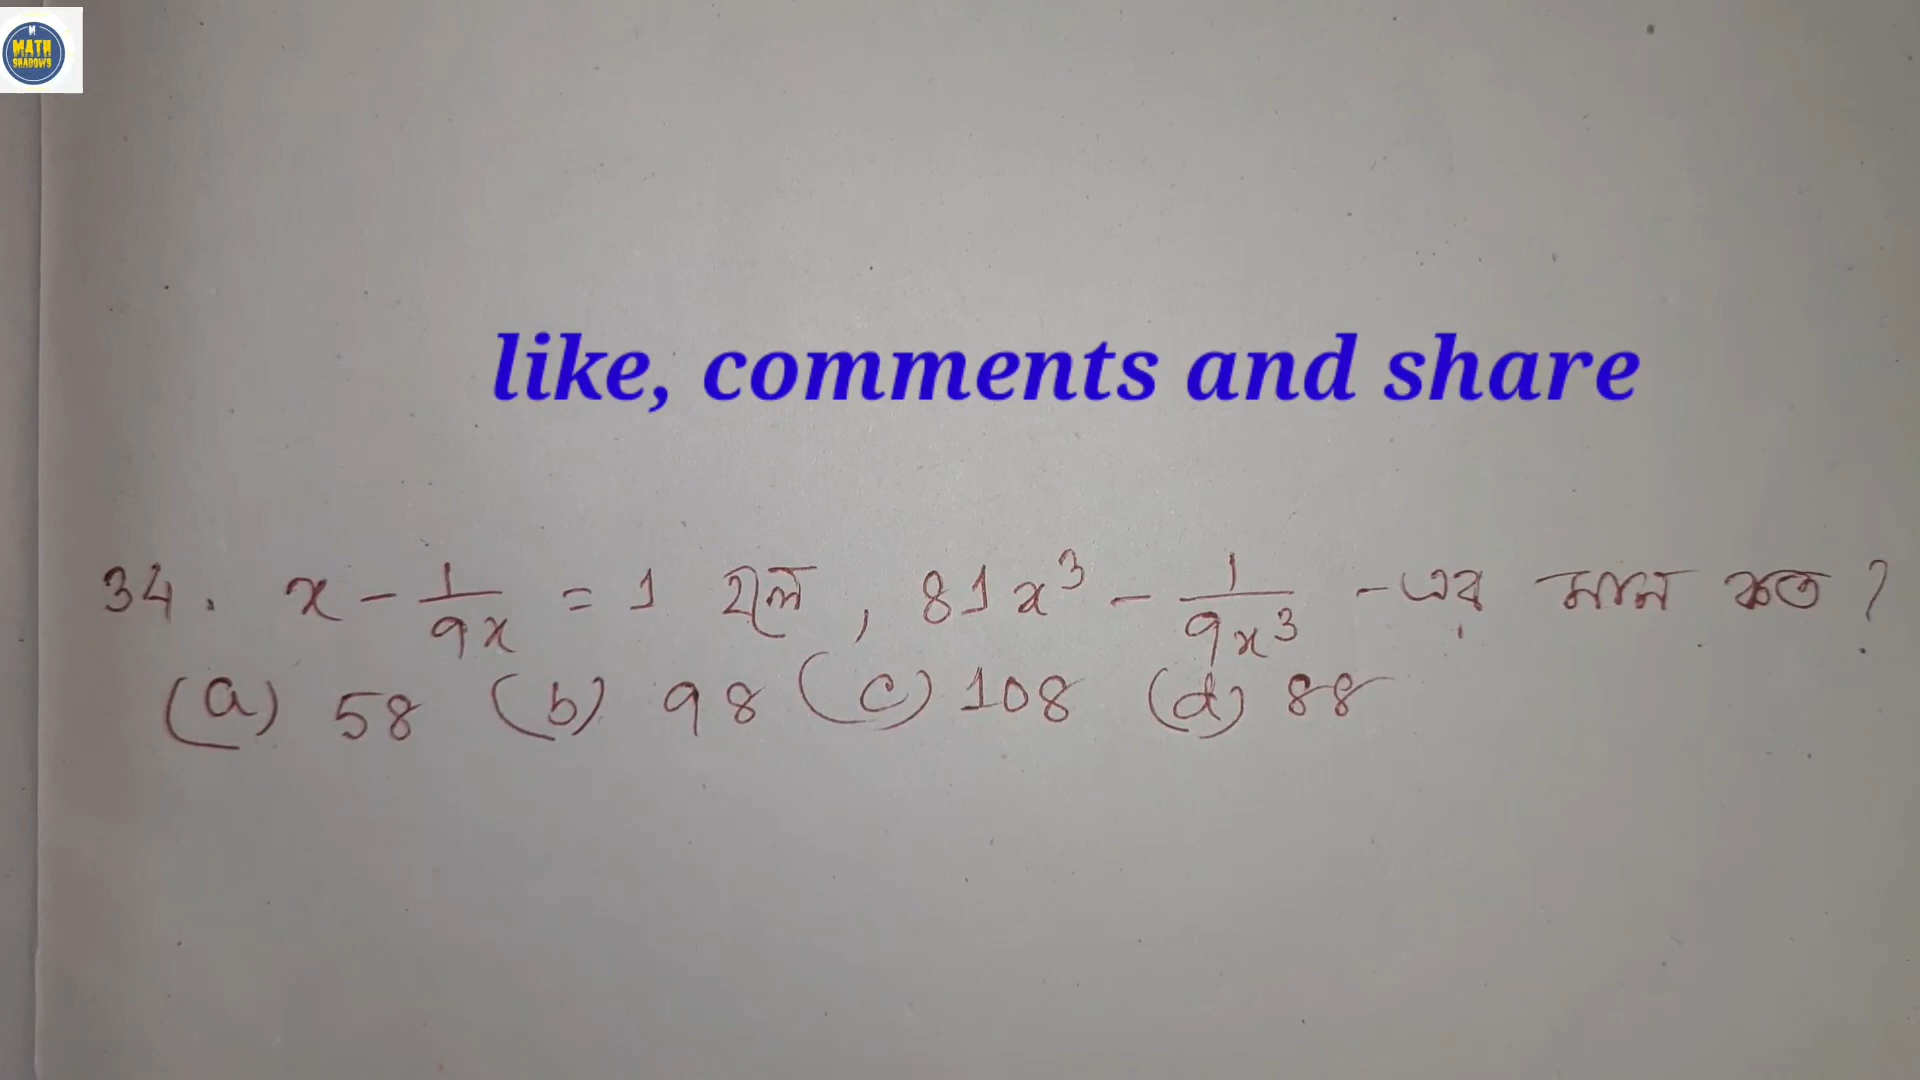 M
MATH
SHADOWS
like, comments and share
34. x - 1/9x = 1 হলে, 81x³ - 1/9x³ -এর মান কত?
(a) 58 (b) 98 (c) 108 (d) 88